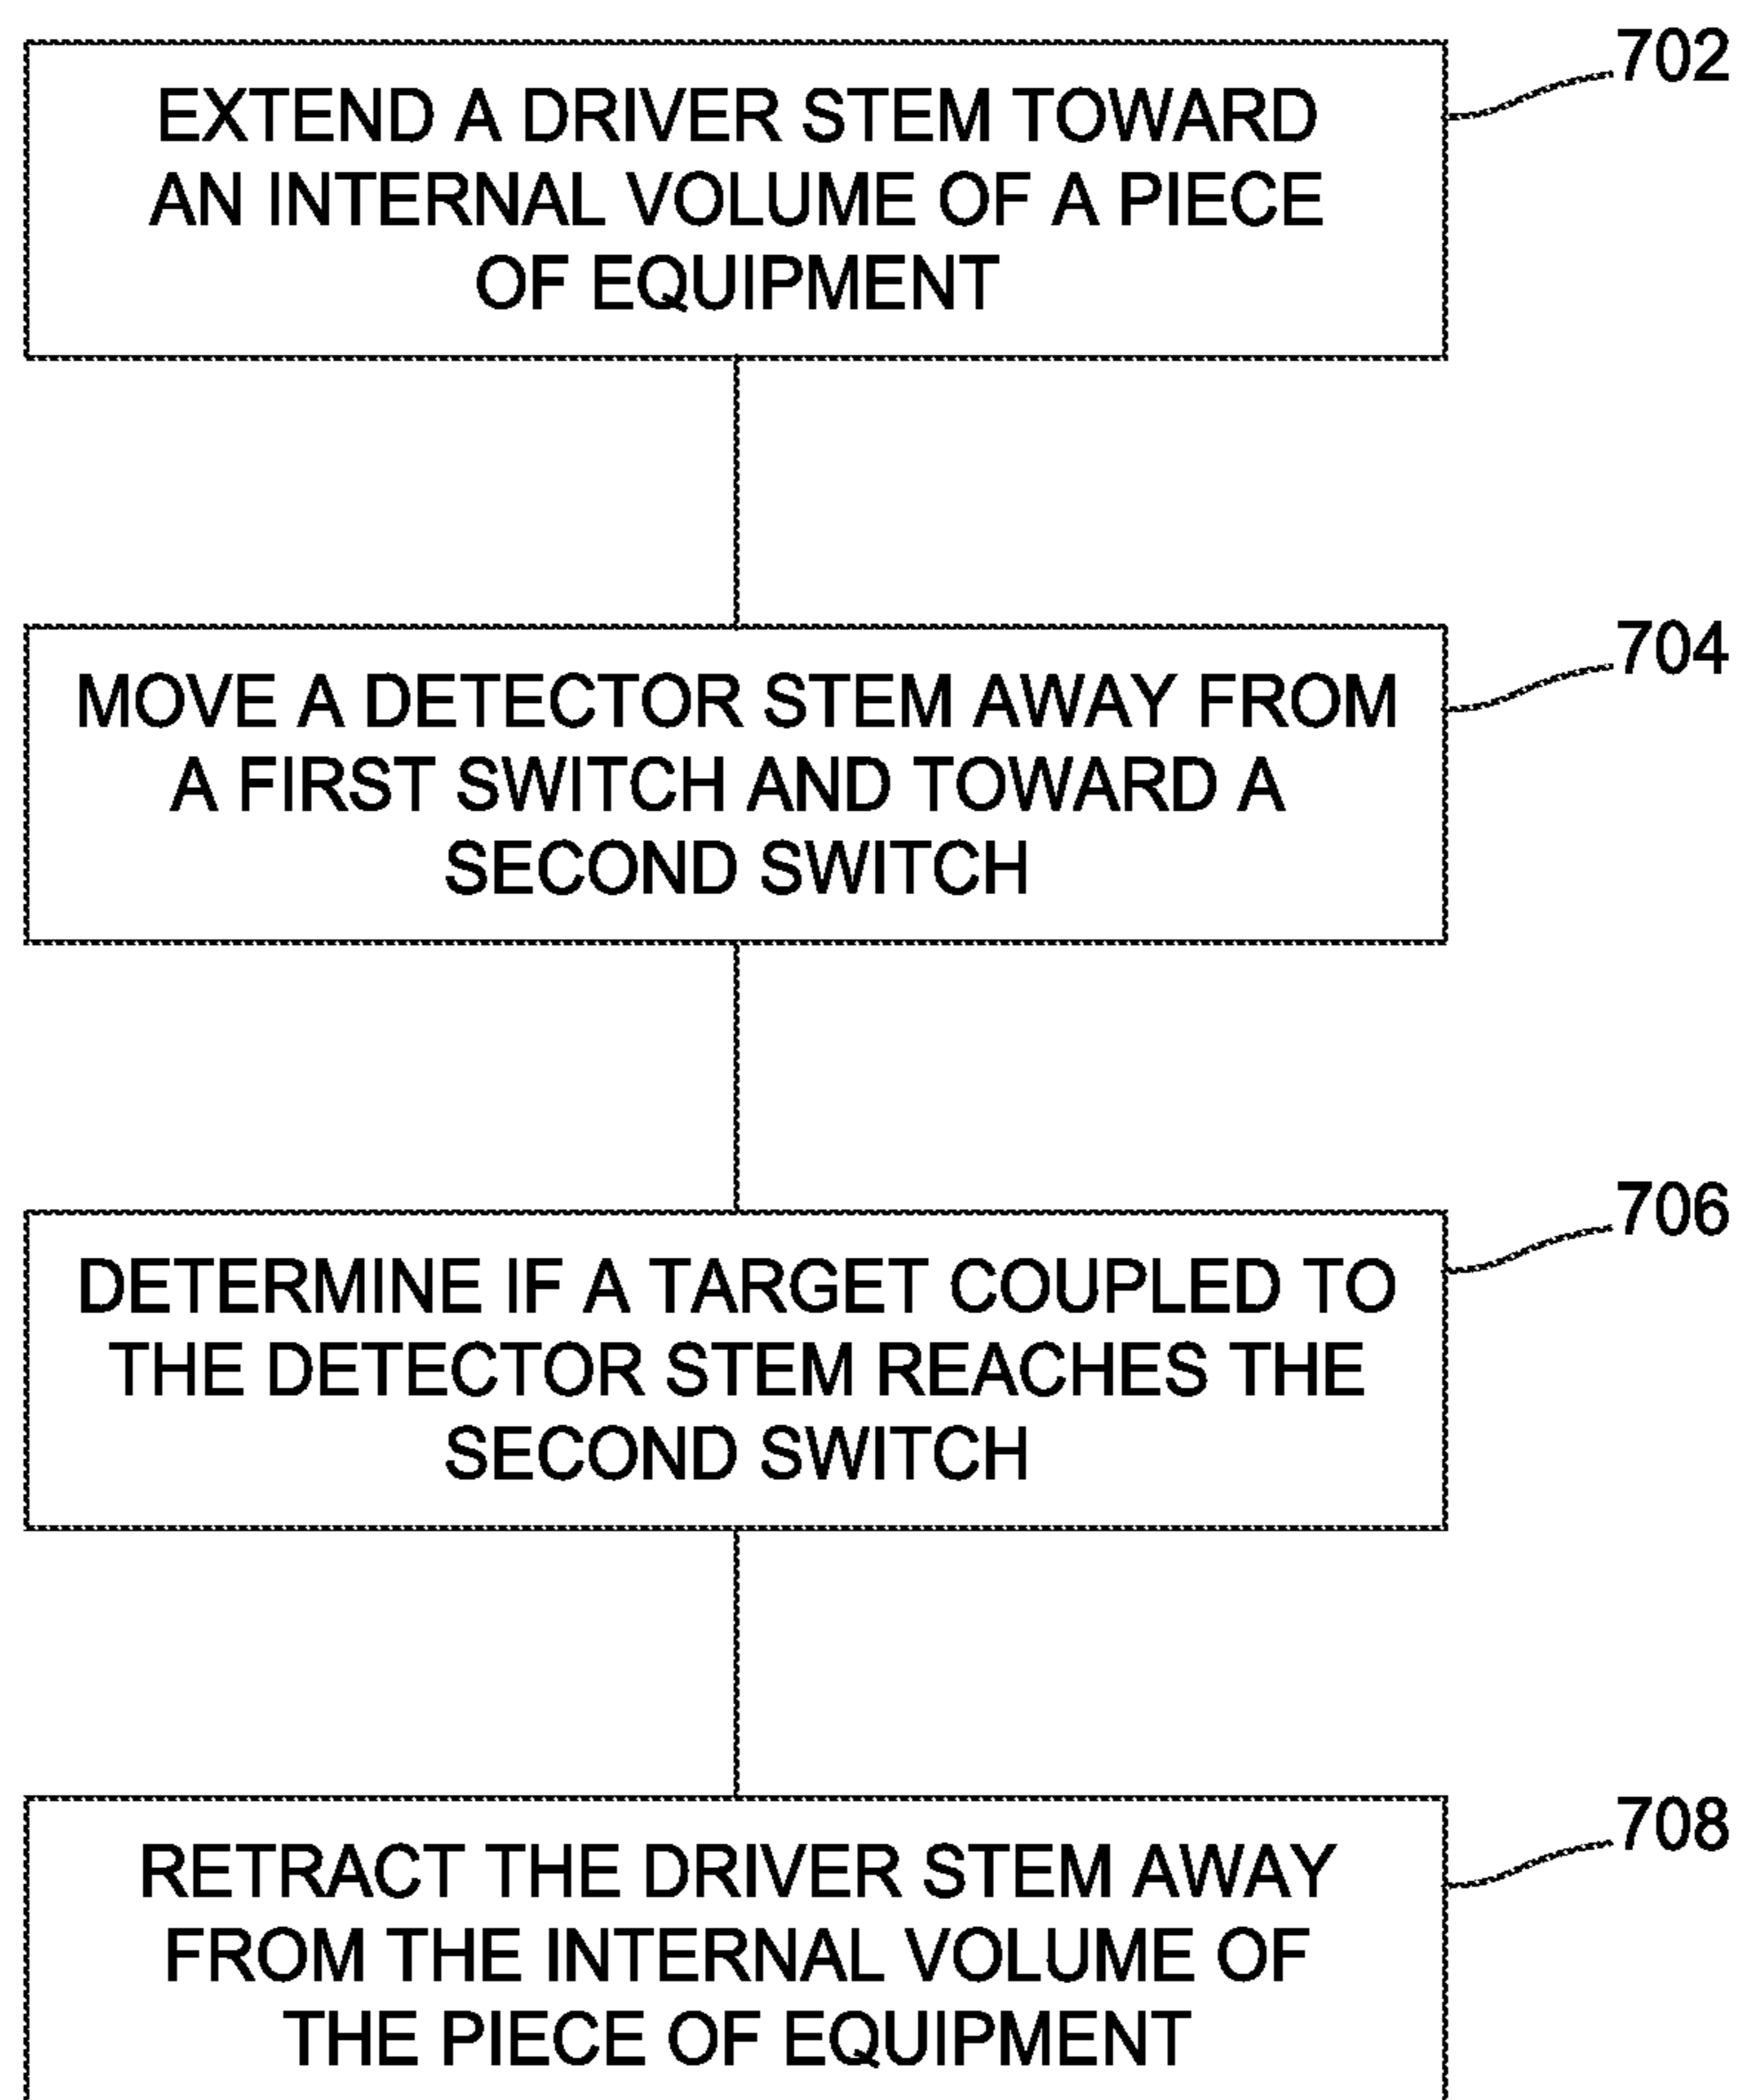 702
EXTEND A DRIVER STEM TOWARD
AN INTERNAL VOLUME OF A PIECE
OF EQUIPMENT
704
MOVE A DETECTOR STEM AWAY FROM
A FIRST SWITCH AND TOWARD A
SECOND SWITCH
706
DETERMINE IF A TARGET COUPLED TO
THE DETECTOR STEM REACHES THE
SECOND SWITCH
708
RETRACT THE DRIVER STEM AWAY
FROM THE INTERNAL VOLUME OF
THE PIECE OF EQUIPMENT